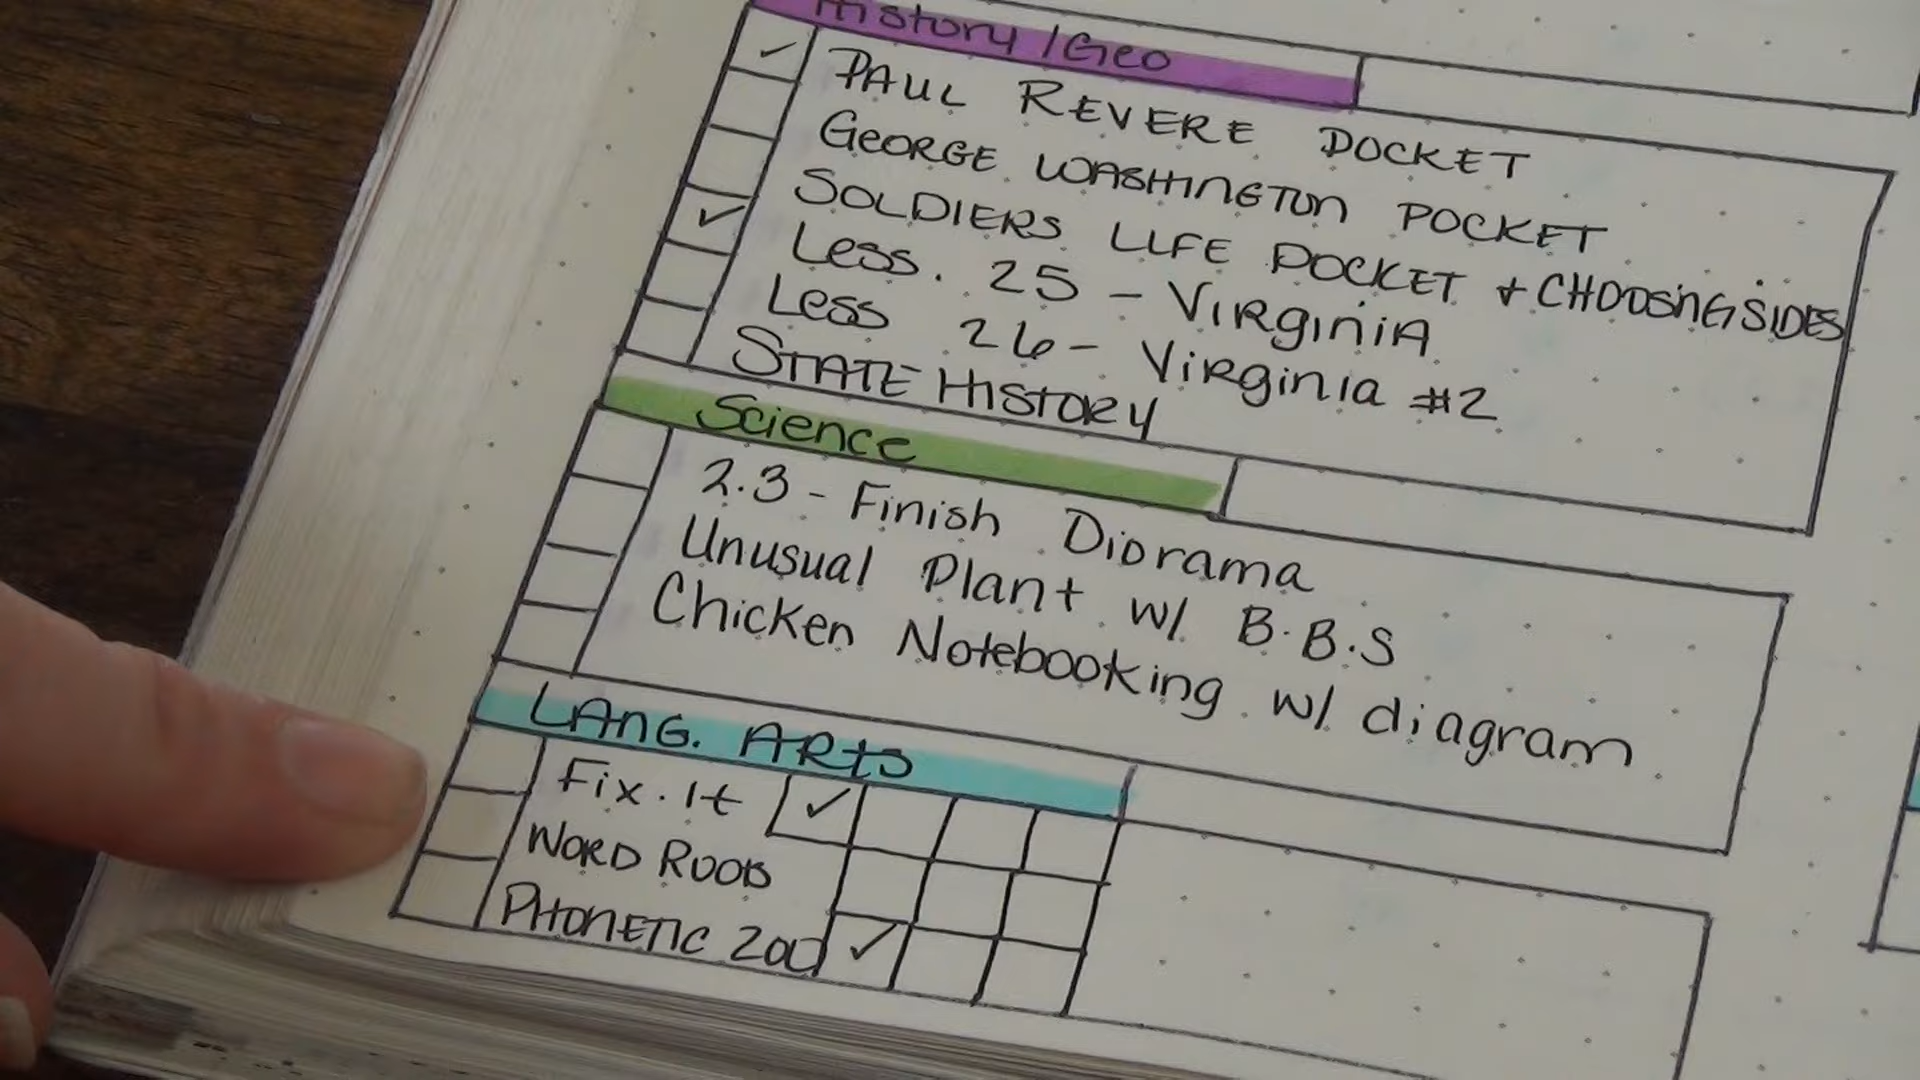 History/Geo
✓ PAUL REVERE POCKET
GEORGE WASHINGTON POCKET
SOLDIERS LIFE POCKET + CHOOSING SIDES
✓ Less. 25 - VIRginiA
Less 26 - Virginia #2
STATE HISTORY
Science
2.3 - Finish Diorama
Unusual Plant w/ B.B.S
Chicken Notebooking w/ diagram
LANG. ARts
Fix. It ✓
WORD ROOTS
PHONETIC ZOO ✓